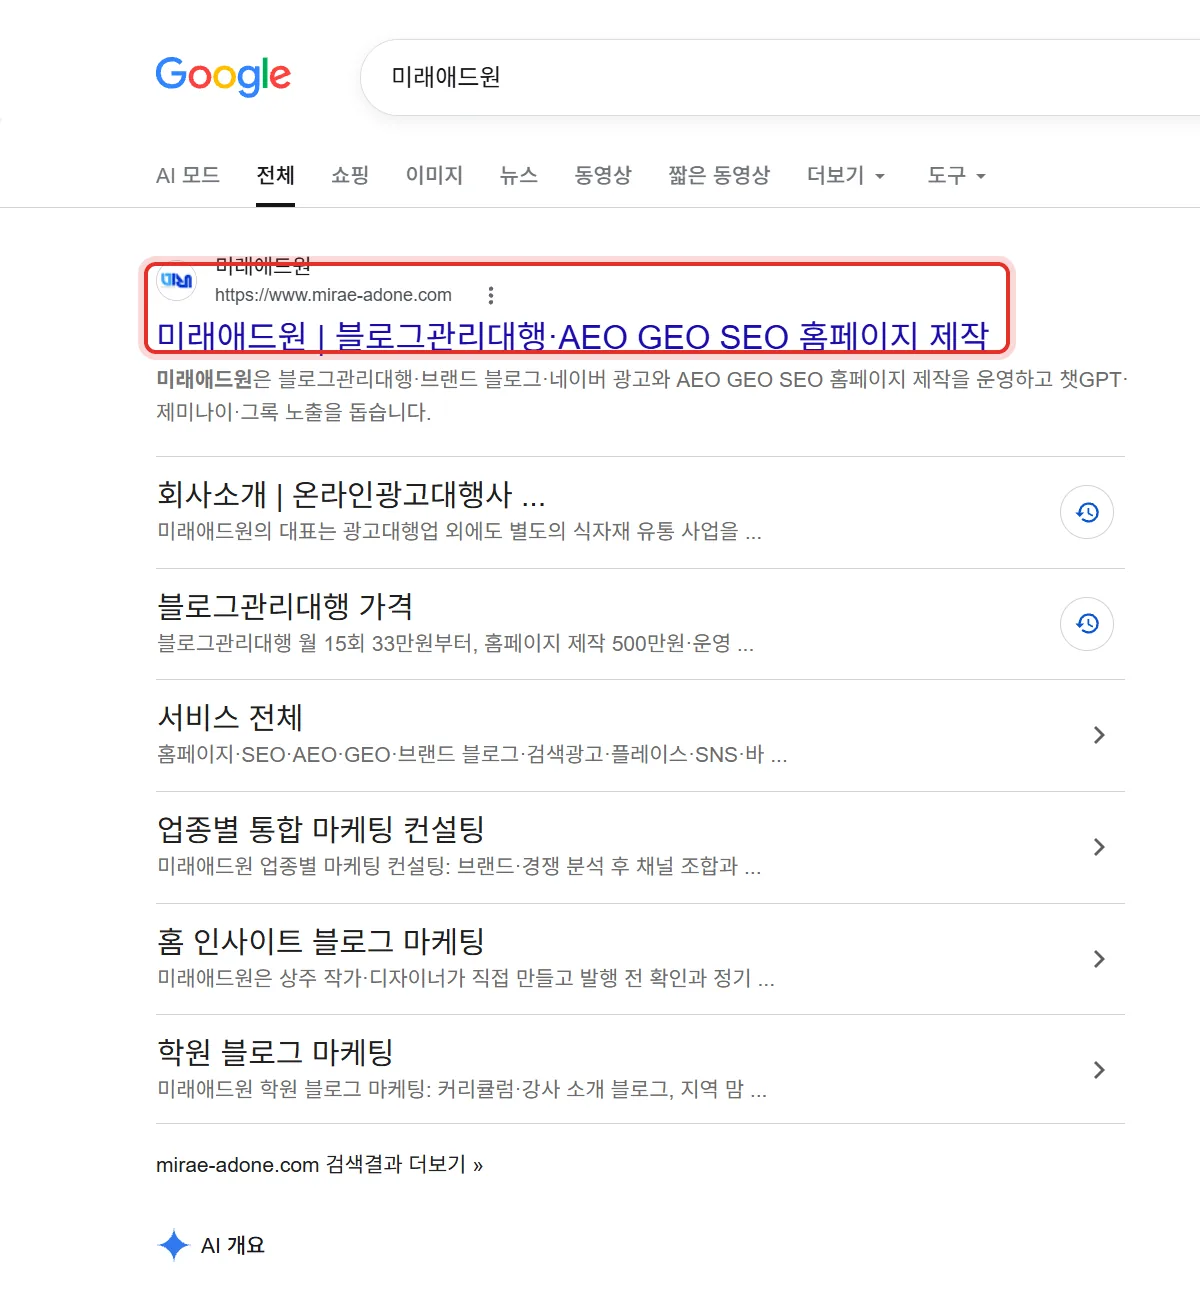 Google
미래애드원
AI 모드
전체
쇼핑
이미지
뉴스
동영상
짧은 동영상
더보기
도구
미래애드원
https://www.mirae-adone.com
미래애드원 | 블로그관리대행·AEO GEO SEO 홈페이지 제작
미래애드원은 블로그관리대행·브랜드 블로그·네이버 광고와 AEO GEO SEO 홈페이지 제작을 운영하고 챗GPT·
제미나이·그록 노출을 돕습니다.
회사소개 | 온라인광고대행사 ...
미래애드원의 대표는 광고대행업 외에도 별도의 식자재 유통 사업을 ...
블로그관리대행 가격
블로그관리대행 월 15회 33만원부터, 홈페이지 제작 500만원·운영 ...
서비스 전체
홈페이지·SEO·AEO·GEO·브랜드 블로그·검색광고·플레이스·SNS·바 ...
업종별 통합 마케팅 컨설팅
미래애드원 업종별 마케팅 컨설팅: 브랜드·경쟁 분석 후 채널 조합과 ...
홈 인사이트 블로그 마케팅
미래애드원은 상주 작가·디자이너가 직접 만들고 발행 전 확인과 정기 ...
학원 블로그 마케팅
미래애드원 학원 블로그 마케팅: 커리큘럼·강사 소개 블로그, 지역 맘 ...
mirae-adone.com 검색결과 더보기 »
AI 개요